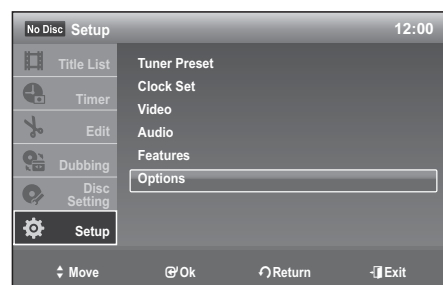 No Disc Setup 12:00
Title List
Timer
Edit
Dubbing
Disc
Setting
Setup
Tuner Preset
Clock Set
Video
Audio
Features
Options
Move Ok Return Exit